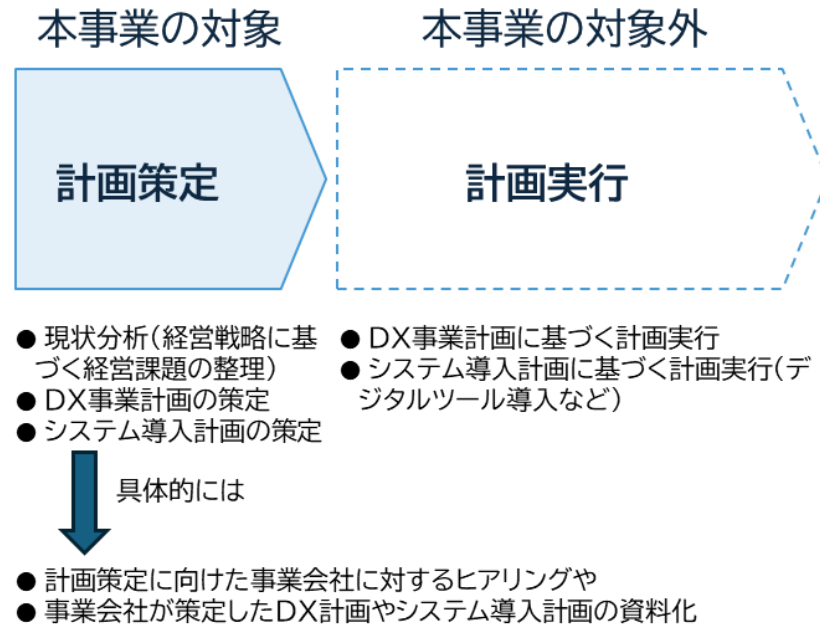 本事業の対象
本事業の対象外
計画策定
計画実行
● 現状分析(経営戦略に基
づく経営課題の整理)
● DX事業計画の策定
● システム導入計画の策定
● DX事業計画に基づく計画実行
● システム導入計画に基づく計画実行(デ
ジタルツール導入など)
具体的には
● 計画策定に向けた事業会社に対するヒアリングや
● 事業会社が策定したDX計画やシステム導入計画の資料化